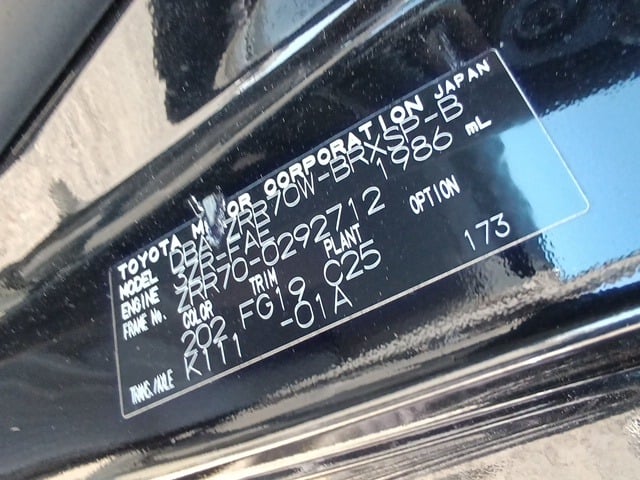 TOYOTA MOTOR CORPORATION JAPAN
MODEL DBA-ZRR70W-BRXSP-B
ENGINE 3ZR-FAE 1986 mL
FRAME No. ZRR70-0292712
COLOR TRIM PLANT OPTION
202 FG10 C25 173
TRANS./AXLE K111 -01A